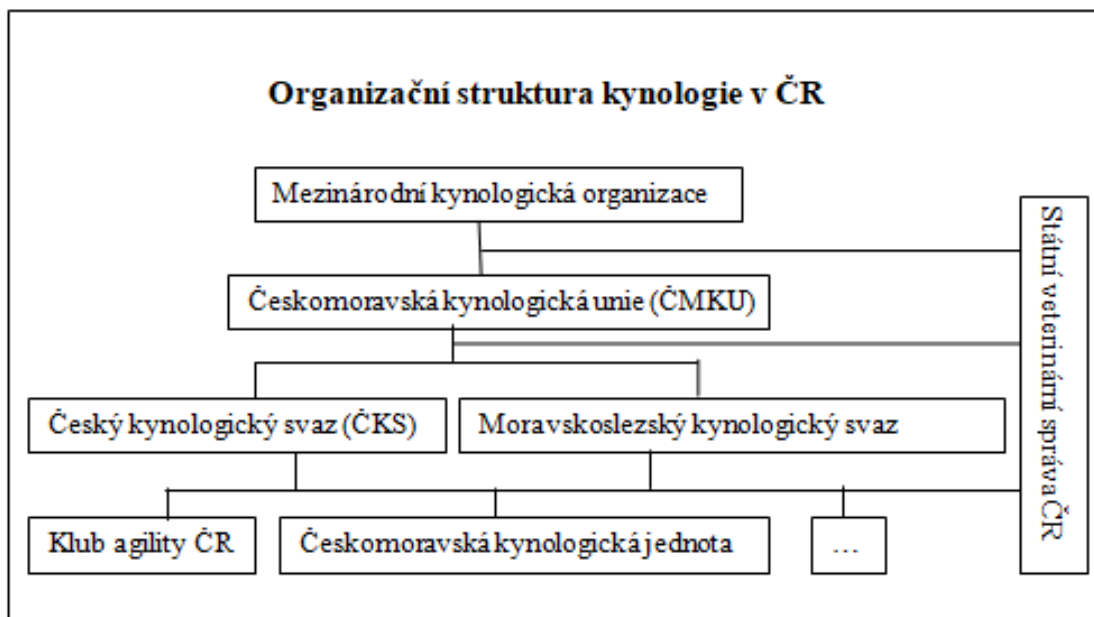 Organizační struktura kynologie v ČR
Mezinárodní kynologická organizace
Českomoravská kynologická unie (ČMKU)
Český kynologický svaz (ČKS)
Moravskoslezský kynologický svaz
Klub agility ČR
Českomoravská kynologická jednota
...
Státní veterinární správa ČR